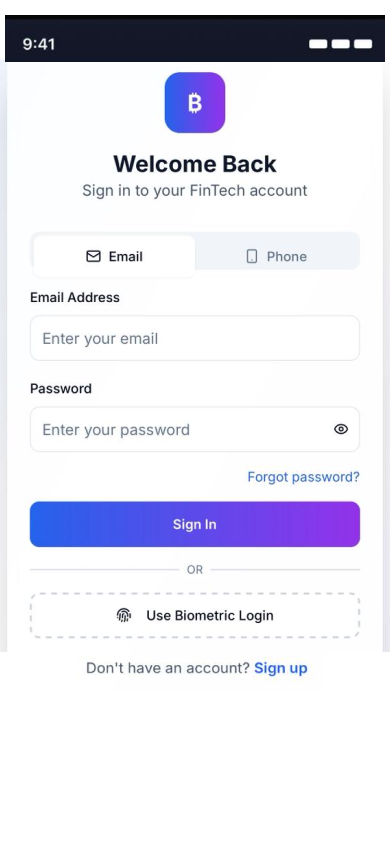 9:41
₿
Welcome Back
Sign in to your FinTech account
Email
Phone
Email Address
Enter your email
Password
Enter your password
Forgot password?
Sign In
OR
Use Biometric Login
Don't have an account? Sign up